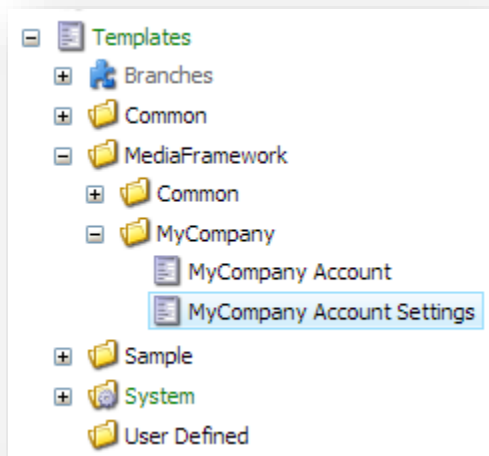 Templates
Branches
Common
MediaFramework
Common
MyCompany
MyCompany Account
MyCompany Account Settings
Sample
System
User Defined